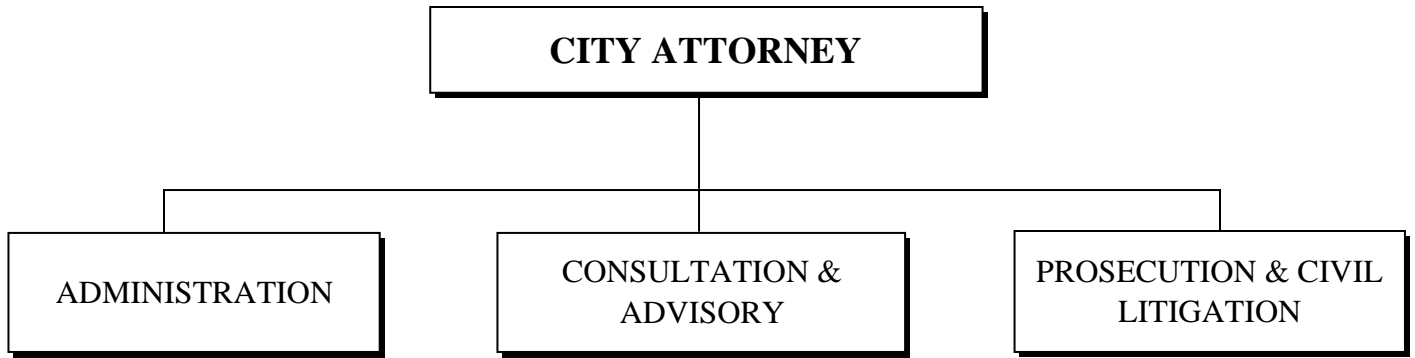 CITY ATTORNEY
ADMINISTRATION
CONSULTATION &
ADVISORY
PROSECUTION & CIVIL
LITIGATION